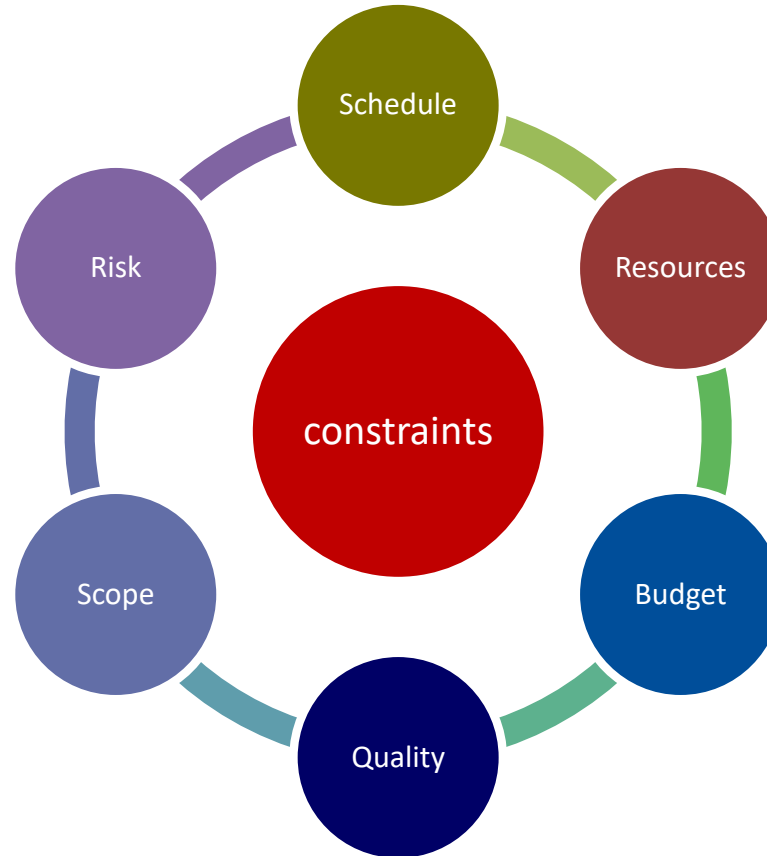 Schedule
Resources
Budget
Quality
Scope
Risk
constraints